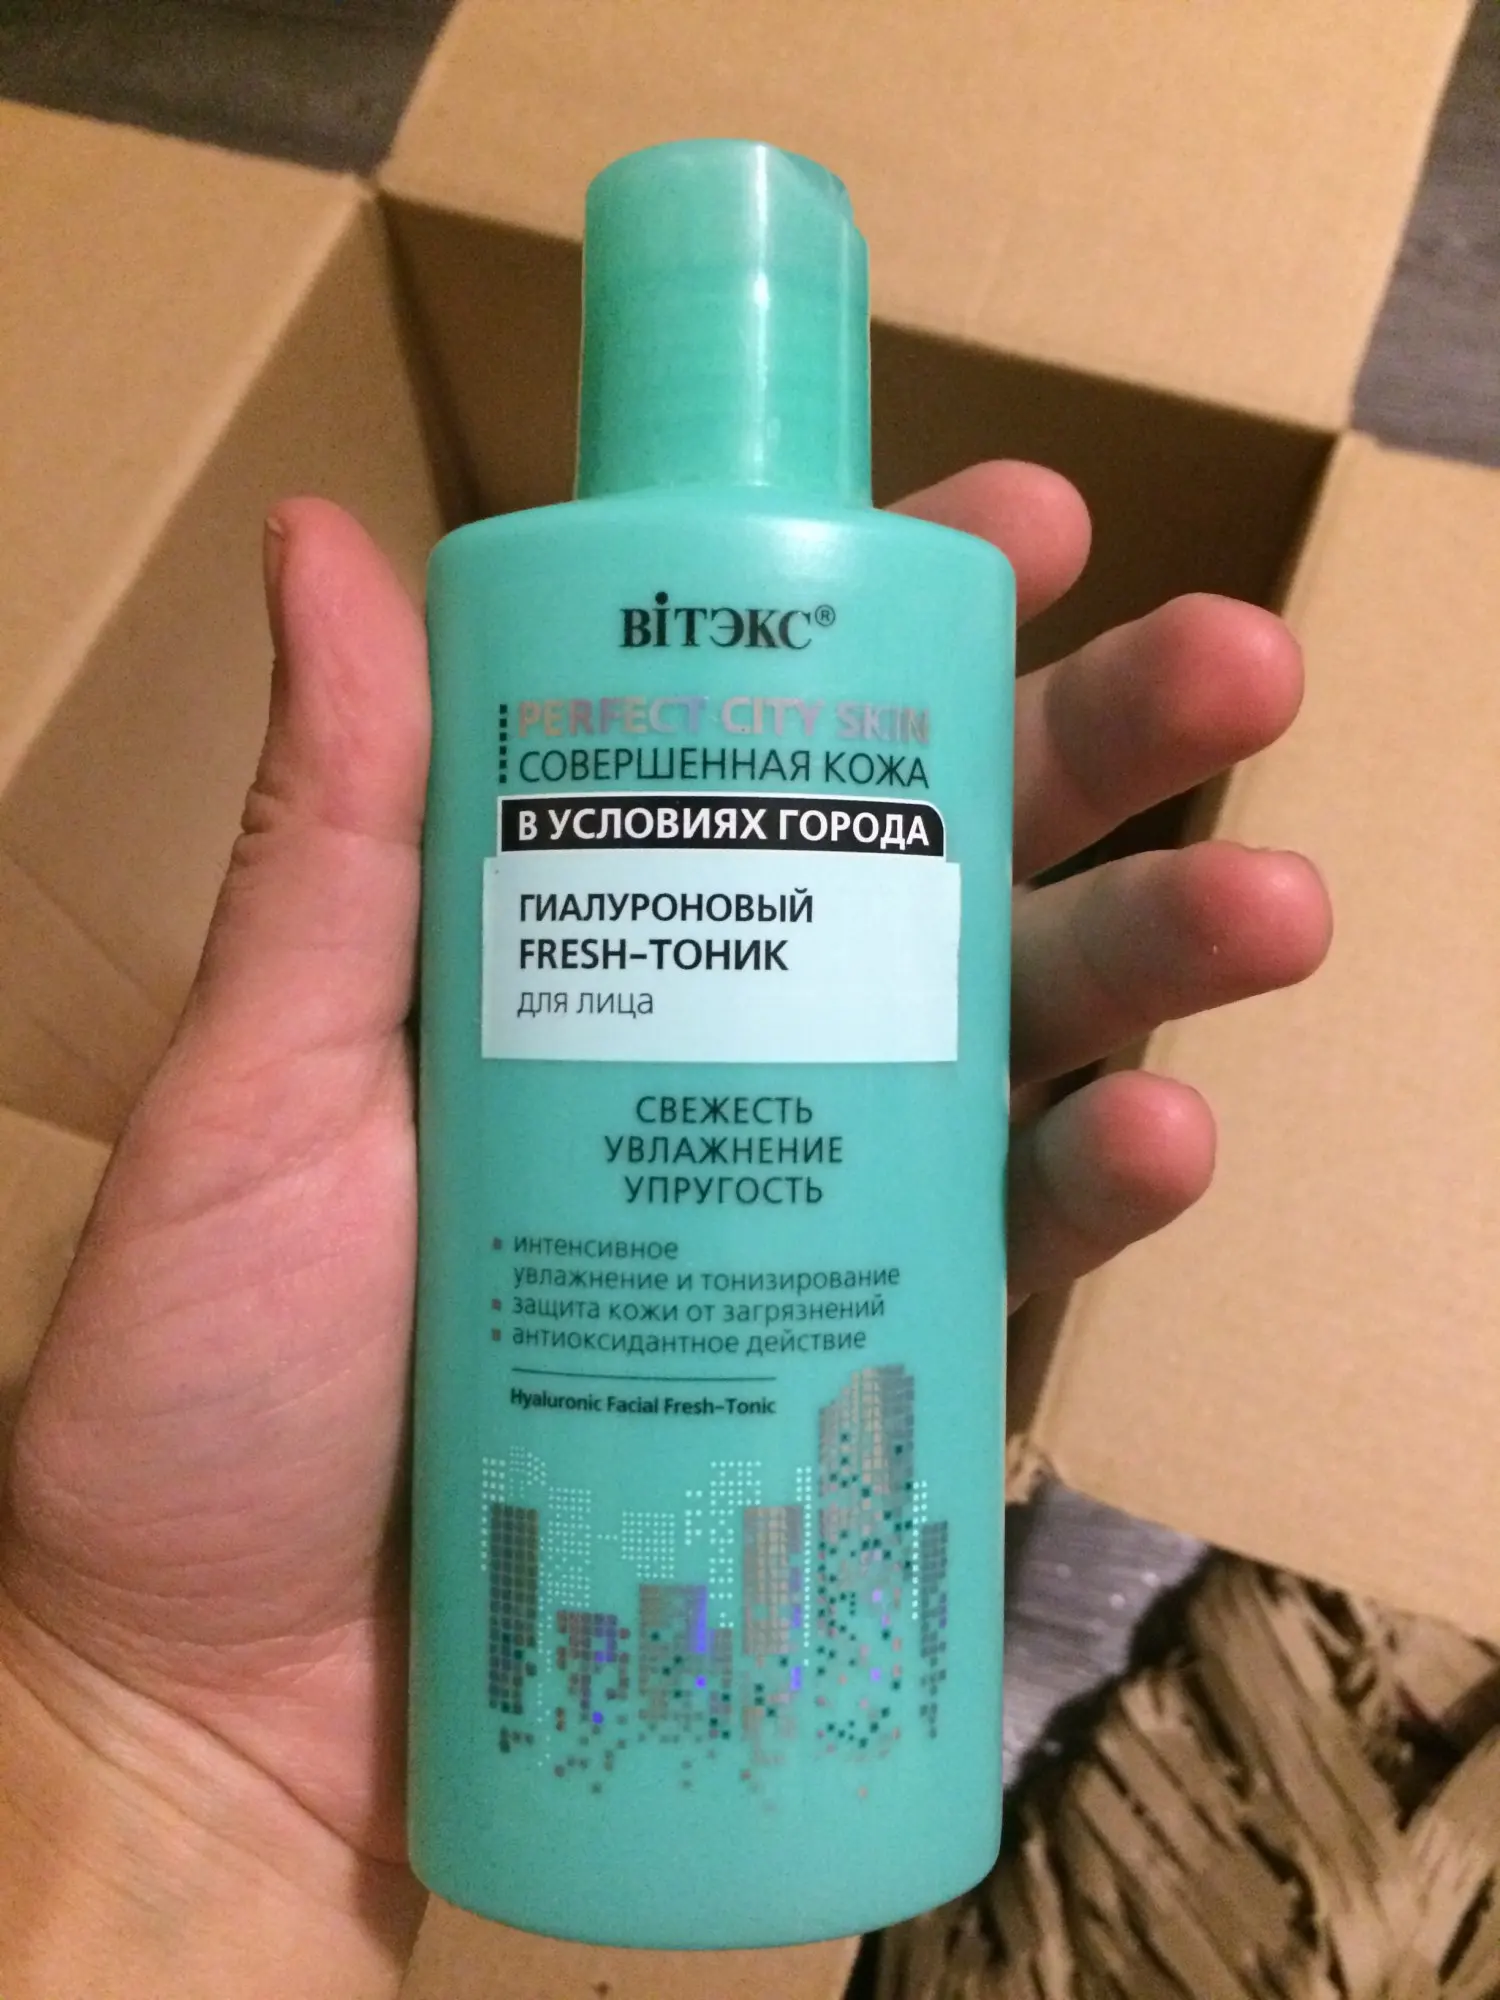 ВІТЭКС®
PERFECT CITY SKIN
СОВЕРШЕННАЯ КОЖА
В УСЛОВИЯХ ГОРОДА
ГИАЛУРОНОВЫЙ
FRESH–ТОНИК
для лица
СВЕЖЕСТЬ
УВЛАЖНЕНИЕ
УПРУГОСТЬ
▪ интенсивное
увлажнение и тонизирование
▪ защита кожи от загрязнений
▪ антиоксидантное действие
Hyaluronic Facial Fresh–Tonic